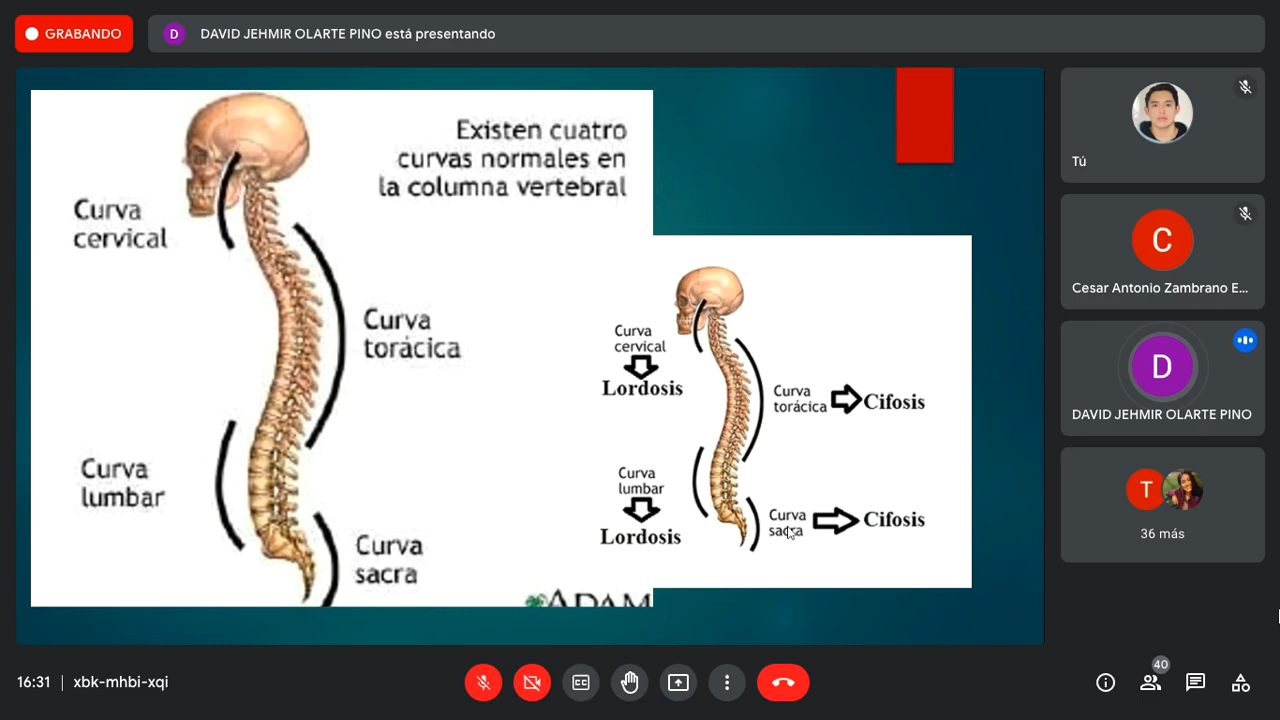 GRABANDO
D
DAVID JEHMIR OLARTE PINO está presentando
Existen cuatro
curvas normales en
la columna vertebral
Curva
cervical
Curva
torácica
Curva
lumbar
Curva
sacra
ADAM
Curva
cervical
Lordosis
Curva
torácica
Cifosis
Curva
lumbar
Lordosis
Curva
sacra
Cifosis
Tú
C
Cesar Antonio Zambrano E...
D
DAVID JEHMIR OLARTE PINO
T
36 más
16:31
xbk-mhbi-xqi
CC
40